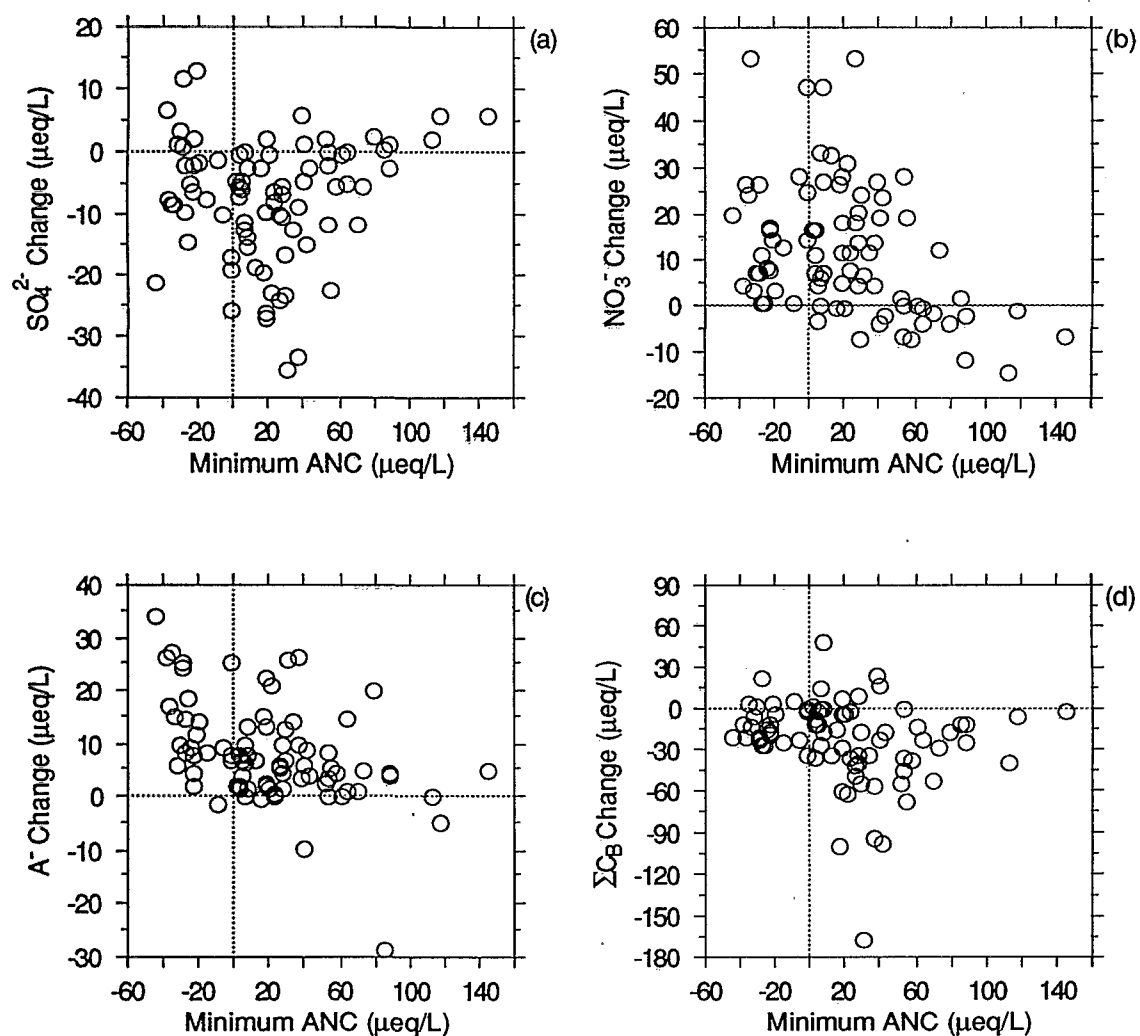 (a)
SO₄²⁻ Change (µeq/L)
20
10
0
-10
-20
-30
-40
-60 -20 20 60 100 140
Minimum ANC (µeq/L)
(b)
NO₃⁻ Change (µeq/L)
60
50
40
30
20
10
0
-10
-20
-60 -20 20 60 100 140
Minimum ANC (µeq/L)
(c)
A⁻ Change (µeq/L)
40
30
20
10
0
-10
-20
-30
-60 -20 20 60 100 140
Minimum ANC (µeq/L)
(d)
ΣC_B Change (µeq/L)
90
60
30
0
-30
-60
-90
-120
-150
-180
-60 -20 20 60 100 140
Minimum ANC (µeq/L)